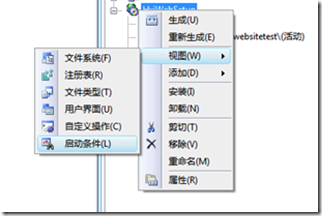 HuiWebSetup
生成(U)
重新生成(E)
websitetest\(活动)
视图(W)
添加(D)
安装(I)
卸载(N)
剪切(T)
移除(V)
重命名(M)
属性(R)
文件系统(F)
注册表(R)
文件类型(T)
用户界面(U)
自定义操作(C)
启动条件(L)